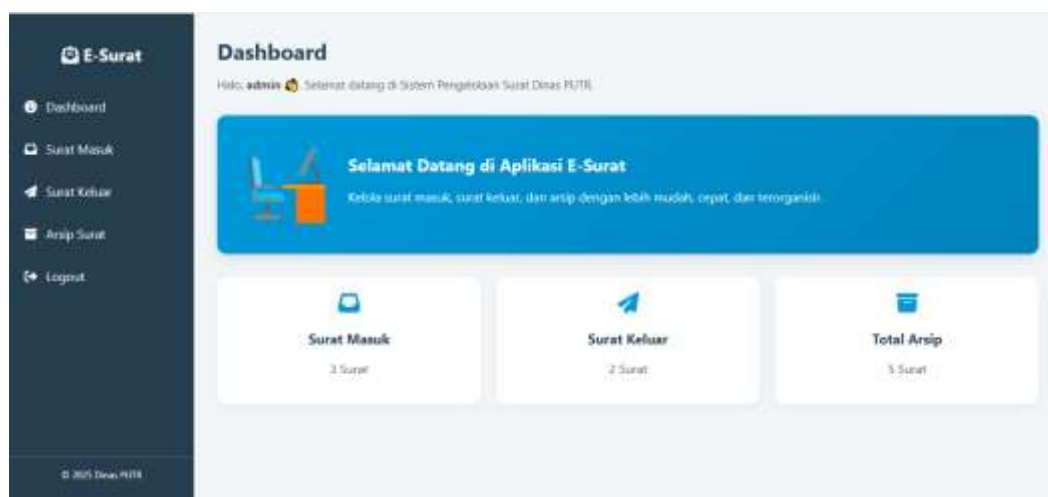 E-Surat
Dashboard
Surat Masuk
Surat Keluar
Arsip Surat
Logout
© 2025 Dinas PUTR
Dashboard
Halo, admin 👋 Selamat datang di Sistem Pengelolaan Surat Dinas PUTR.
Selamat Datang di Aplikasi E-Surat
Kelola surat masuk, surat keluar, dan arsip dengan lebih mudah, cepat, dan terorganisir.
Surat Masuk
3 Surat
Surat Keluar
2 Surat
Total Arsip
5 Surat